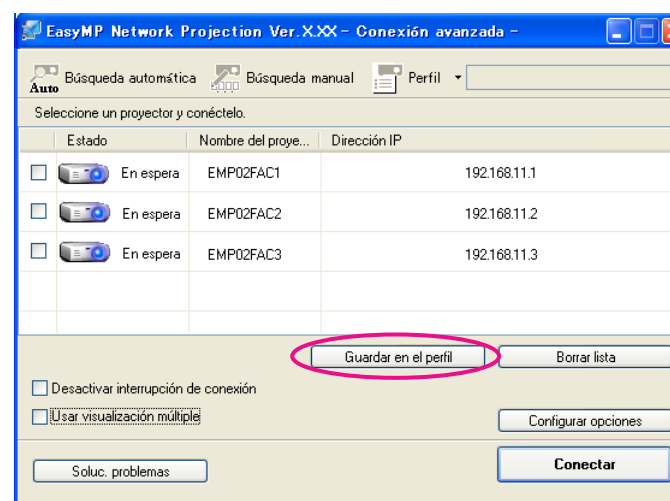 EasyMP Network Projection Ver.X.XX - Conexión avanzada -
Auto Búsqueda automática Búsqueda manual Perfil
Seleccione un proyector y conéctelo.
Estado Nombre del proye... Dirección IP
En espera EMP02FAC1 192.168.11.1
En espera EMP02FAC2 192.168.11.2
En espera EMP02FAC3 192.168.11.3
Guardar en el perfil Borrar lista
Desactivar interrupción de conexión
Usar visualización múltiple
Configurar opciones
Soluc. problemas Conectar